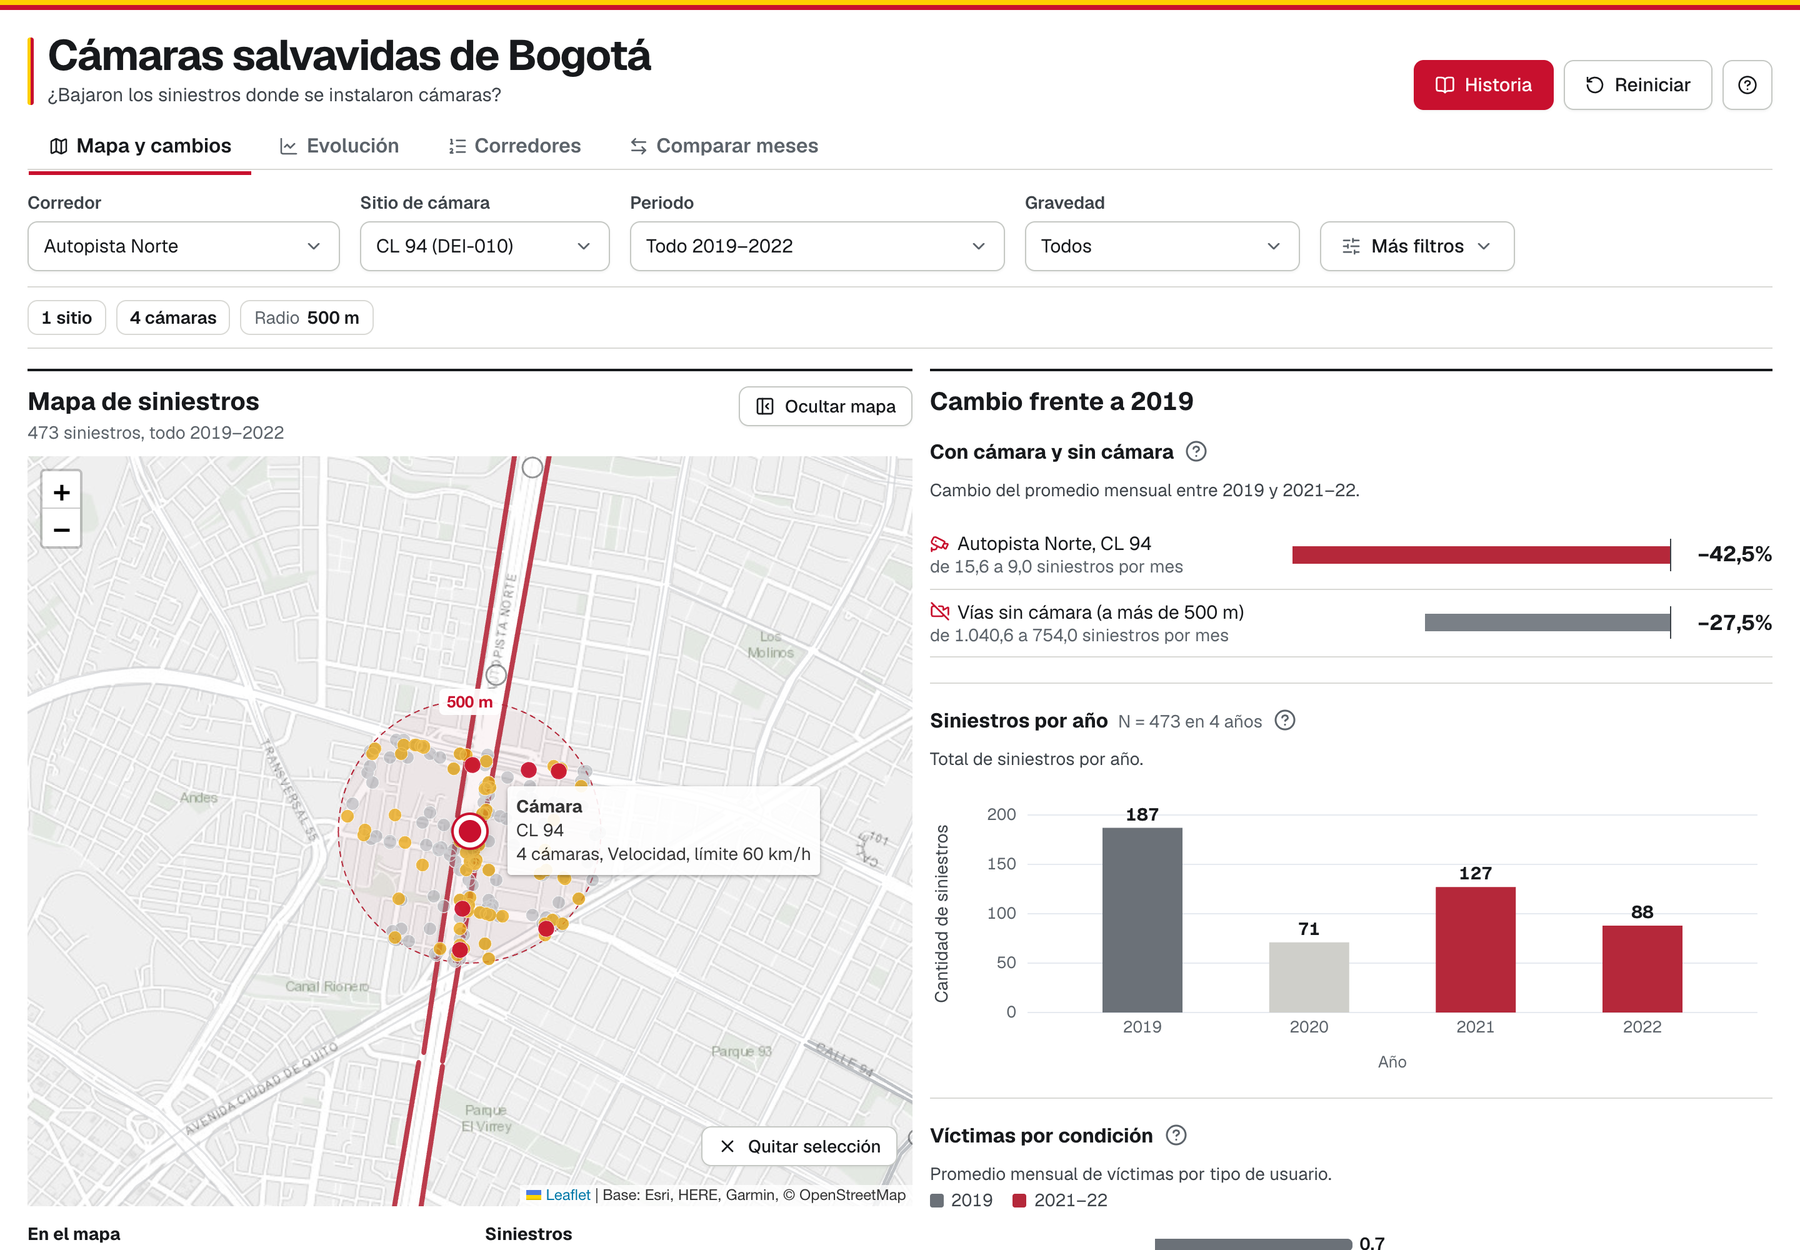 Cámaras salvavidas de Bogotá
¿Bajaron los siniestros donde se instalaron cámaras?
Historia
Reiniciar
Mapa y cambios
Evolución
Corredores
Comparar meses
Corredor
Sitio de cámara
Periodo
Gravedad
Autopista Norte
CL 94 (DEI-010)
Todo 2019–2022
Todos
Más filtros
1 sitio
4 cámaras
Radio 500 m
Mapa de siniestros
473 siniestros, todo 2019–2022
Ocultar mapa
+
−
Los
Molinos
500 m
TRANSVERSAL 55
Andes
Cámara
CL 94
4 cámaras, Velocidad, límite 60 km/h
Canal Rionero
Parque 93
CALLE 94
AVENIDA CIUDAD DE QUITO
Parque
El Virrey
Quitar selección
Leaflet | Base: Esri, HERE, Garmin, © OpenStreetMap
En el mapa
Siniestros
Cambio frente a 2019
Con cámara y sin cámara ?
Cambio del promedio mensual entre 2019 y 2021–22.
Autopista Norte, CL 94
de 15,6 a 9,0 siniestros por mes
−42,5%
Vías sin cámara (a más de 500 m)
de 1.040,6 a 754,0 siniestros por mes
−27,5%
Siniestros por año N = 473 en 4 años ?
Total de siniestros por año.
Cantidad de siniestros
200
150
100
50
0
187
71
127
88
2019
2020
2021
2022
Año
Víctimas por condición ?
Promedio mensual de víctimas por tipo de usuario.
2019
2021–22
0,7